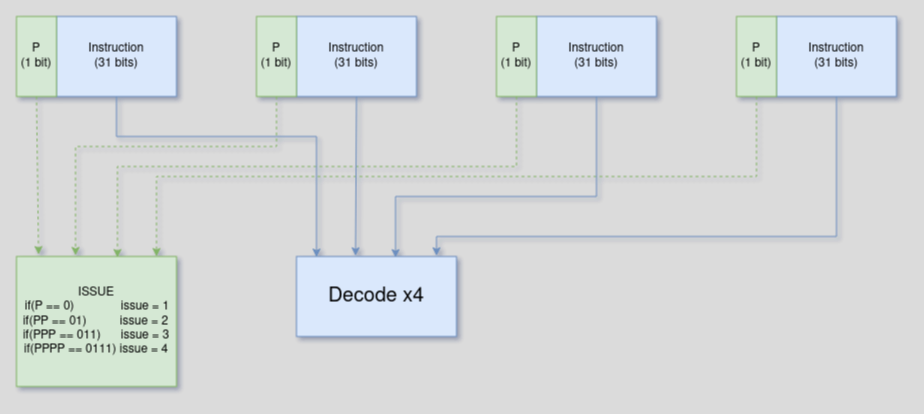 P
(1 bit)
Instruction
(31 bits)
P
(1 bit)
Instruction
(31 bits)
P
(1 bit)
Instruction
(31 bits)
P
(1 bit)
Instruction
(31 bits)
ISSUE
if(P == 0) issue = 1
if(PP == 01) issue = 2
if(PPP == 011) issue = 3
if(PPPP == 0111) issue = 4
Decode x4